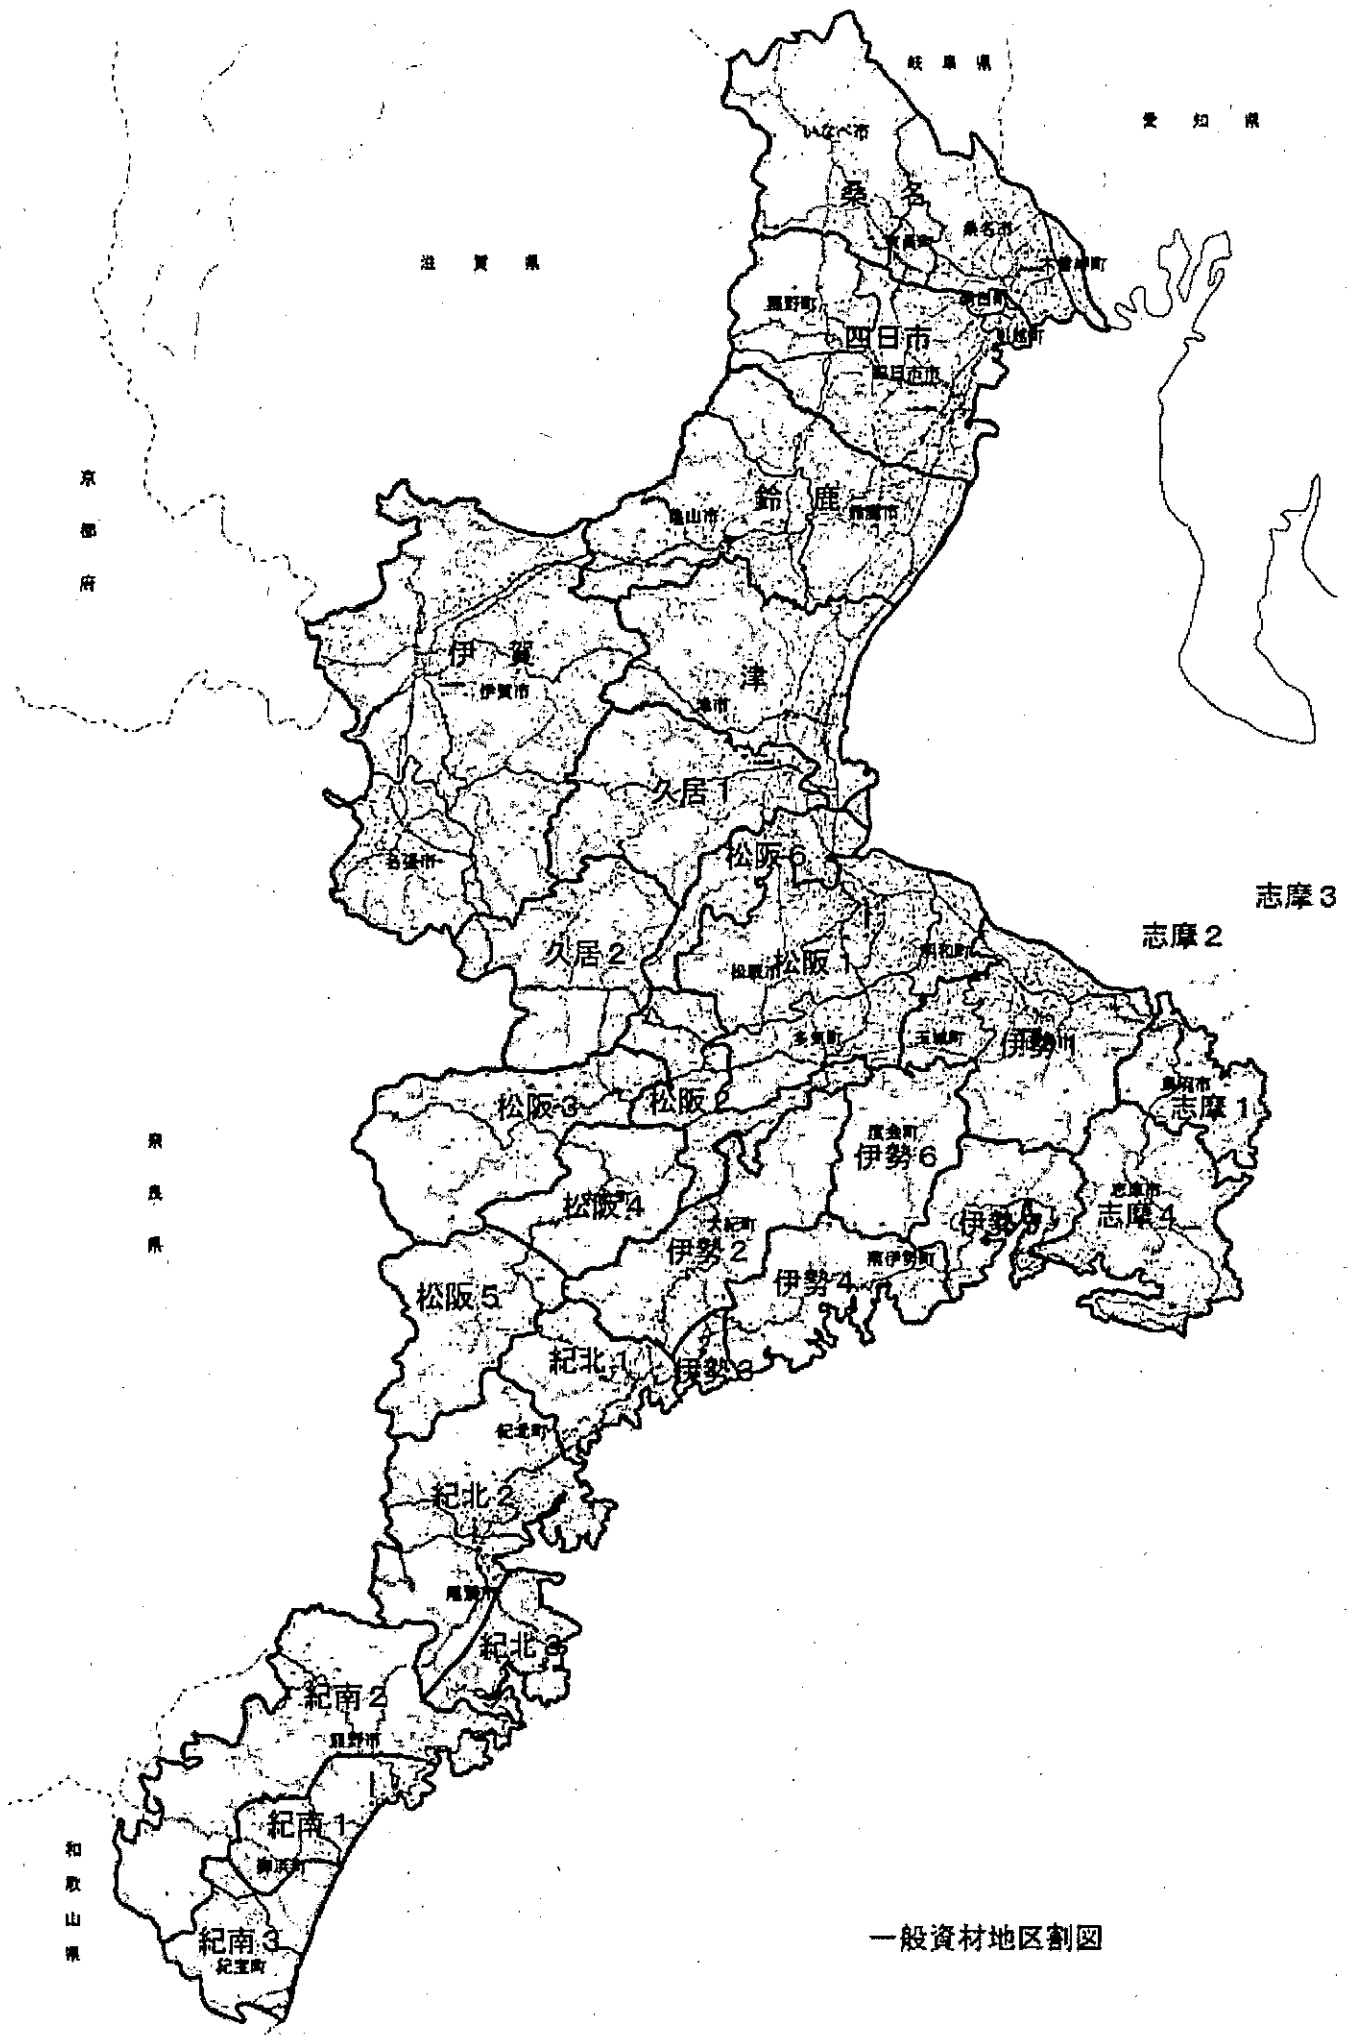 岐阜県
愛知県
いなべ市
桑名
桑名市
東員町
木曽岬町
滋賀県
菰野町
朝日町
川越町
四日市
四日市市
京都府
鈴鹿
亀山市
鈴鹿市
伊賀
伊賀市
津
津市
久居1
名張市
松阪6
志摩3
志摩2
久居2
松阪市
松阪1
明和町
多気町
玉城町
伊勢1
鳥羽市
志摩1
松阪3
松阪2
奈良県
度会町
伊勢6
松阪4
志摩市
志摩4
大紀町
伊勢2
伊勢5
南伊勢町
伊勢4
松阪5
紀北1
伊勢3
紀北町
紀北2
尾鷲市
紀北3
紀南2
熊野市
紀南1
御浜町
和歌山県
紀南3
紀宝町
一般資材地区割図